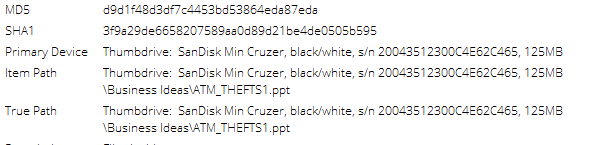 MD5 d9d1f48d3df7c4453bd53864eda87eda
SHA1 3f9a29de6658207589aa0d89d21be4de0505b595
Primary Device Thumbdrive: SanDisk Min Cruzer, black/white, s/n 20043512300C4E62C465, 125MB
Item Path Thumbdrive: SanDisk Min Cruzer, black/white, s/n 20043512300C4E62C465, 125MB
\Business Ideas\ATM_THEFTS1.ppt
True Path Thumbdrive: SanDisk Min Cruzer, black/white, s/n 20043512300C4E62C465, 125MB
\Business Ideas\ATM_THEFTS1.ppt